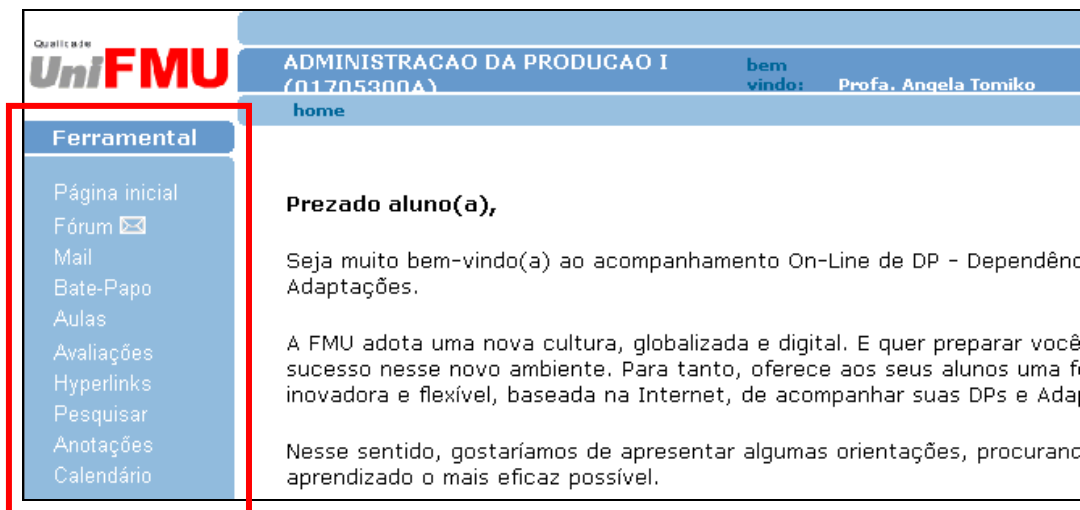 Qualidade
UniFMU
ADMINISTRACAO DA PRODUCAO I
(01705300A)
bem
vindo: Profa. Angela Tomiko
home
Ferramental
Página inicial
Fórum
Mail
Bate-Papo
Aulas
Avaliações
Hyperlinks
Pesquisar
Anotações
Calendário
Prezado aluno(a),
Seja muito bem-vindo(a) ao acompanhamento On-Line de DP - Dependênc
Adaptações.
A FMU adota uma nova cultura, globalizada e digital. E quer preparar você
sucesso nesse novo ambiente. Para tanto, oferece aos seus alunos uma f
inovadora e flexível, baseada na Internet, de acompanhar suas DPs e Ada
Nesse sentido, gostaríamos de apresentar algumas orientações, procuranc
aprendizado o mais eficaz possível.